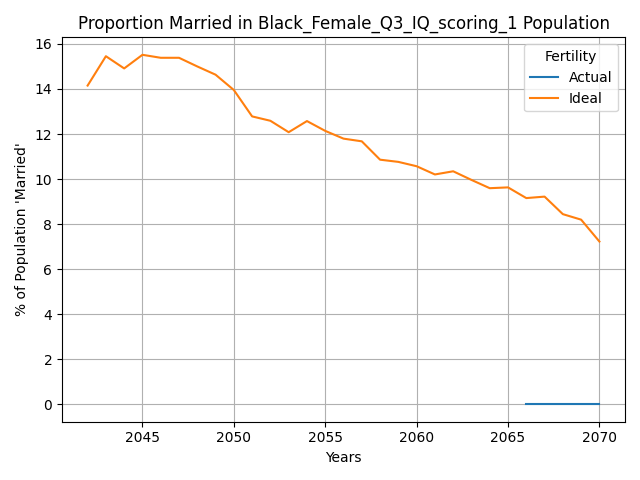 Proportion Married in Black_Female_Q3_IQ_scoring_1 Population
16
14
12
10
8
6
4
2
0
% of Population 'Married'
Fertility
Actual
Ideal
2045 2050 2055 2060 2065 2070
Years